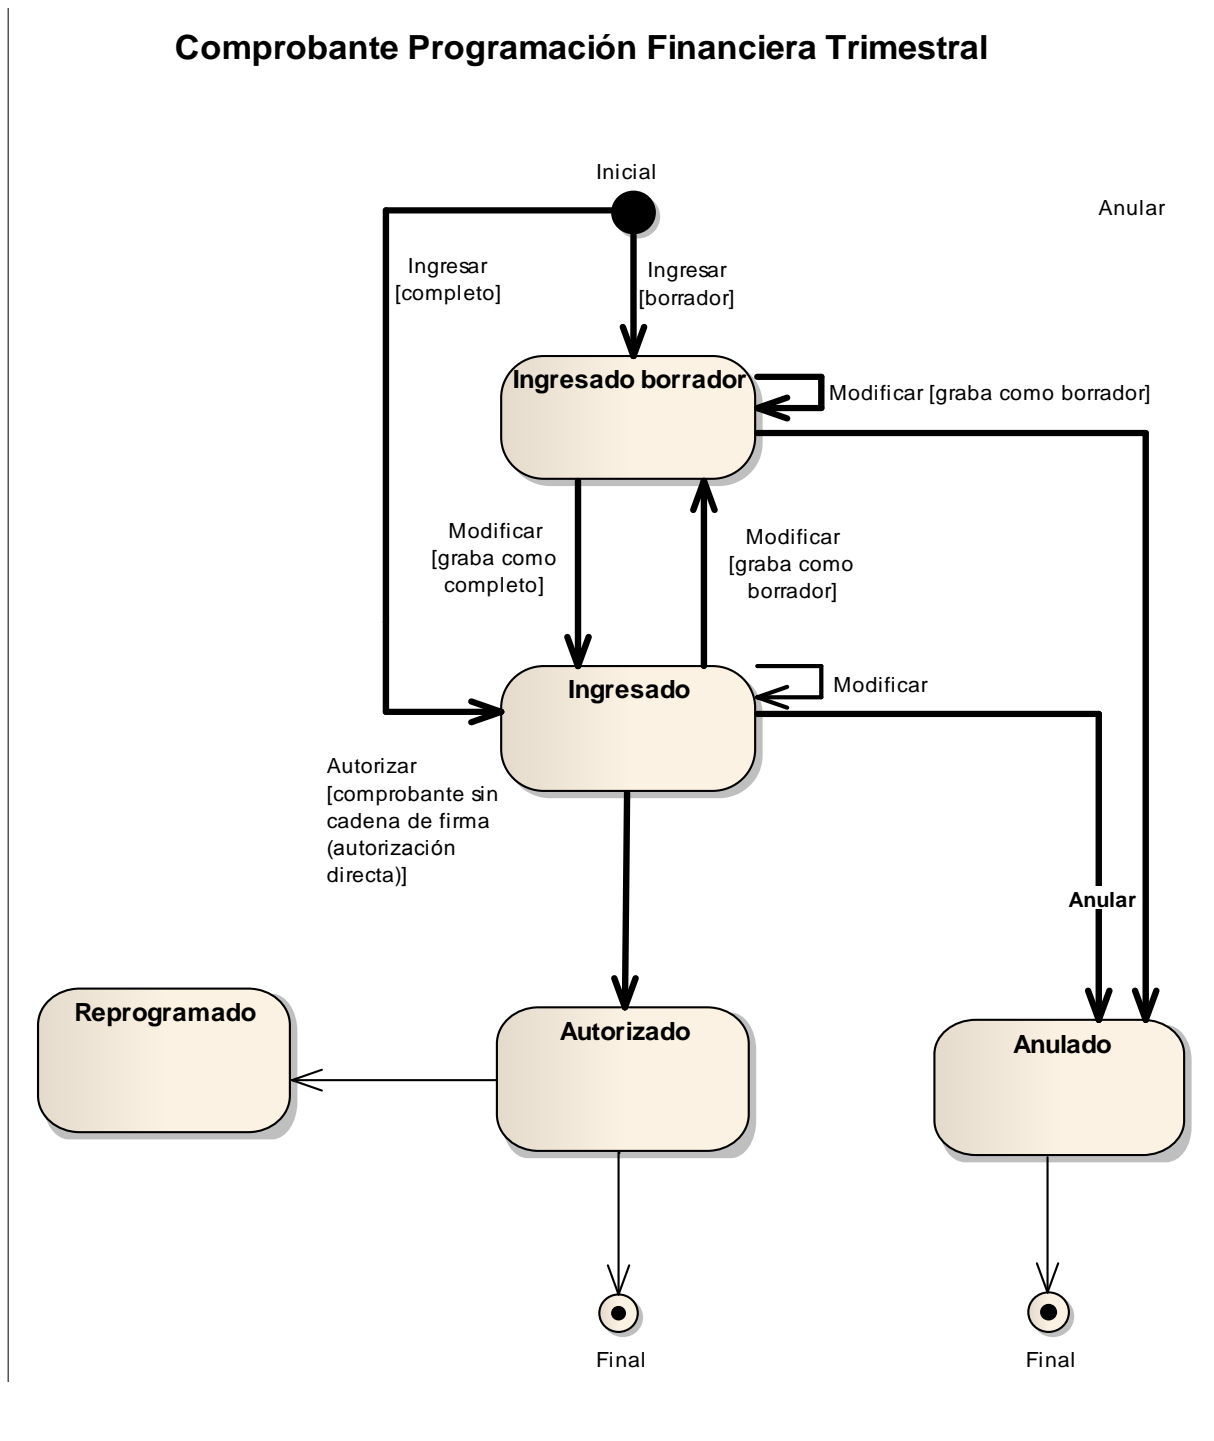 Comprobante Programación Financiera Trimestral
Inicial
Anular
Ingresar
[completo]
Ingresar
[borrador]
Ingresado borrador
Modificar [graba como borrador]
Modificar
[graba como
completo]
Modificar
[graba como
borrador]
Ingresado
Modificar
Autorizar
[comprobante sin
cadena de firma
(autorización
directa)]
Anular
Reprogramado
Autorizado
Anulado
Final
Final